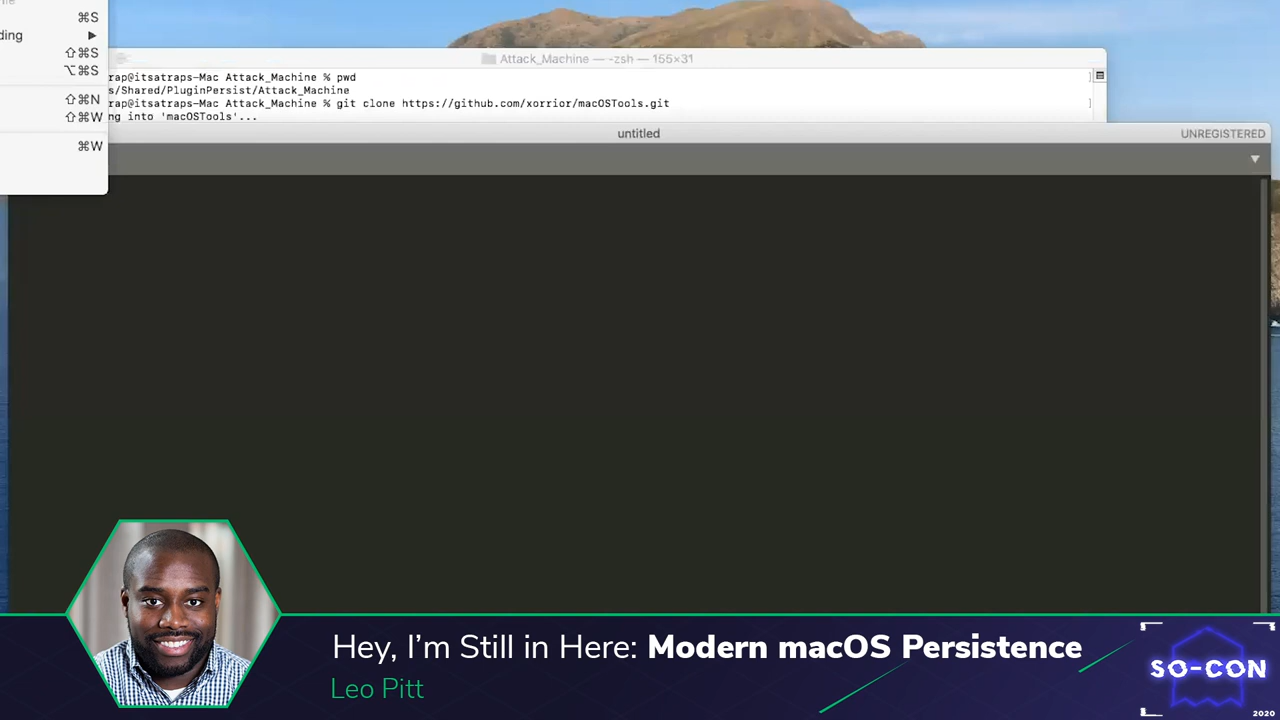 ⌘S
ding ▶
⇧⌘S
⌥⌘S
⇧⌘N
⇧⌘W
⌘W
Attack_Machine — -zsh — 155×31
rap@itsatraps-Mac Attack_Machine % pwd
s/Shared/PluginPersist/Attack_Machine
rap@itsatraps-Mac Attack_Machine % git clone https://github.com/xorrior/macOSTools.git
ng into 'macOSTools'...
untitled
UNREGISTERED
Hey, I'm Still in Here: Modern macOS Persistence
Leo Pitt
SO-CON
2020